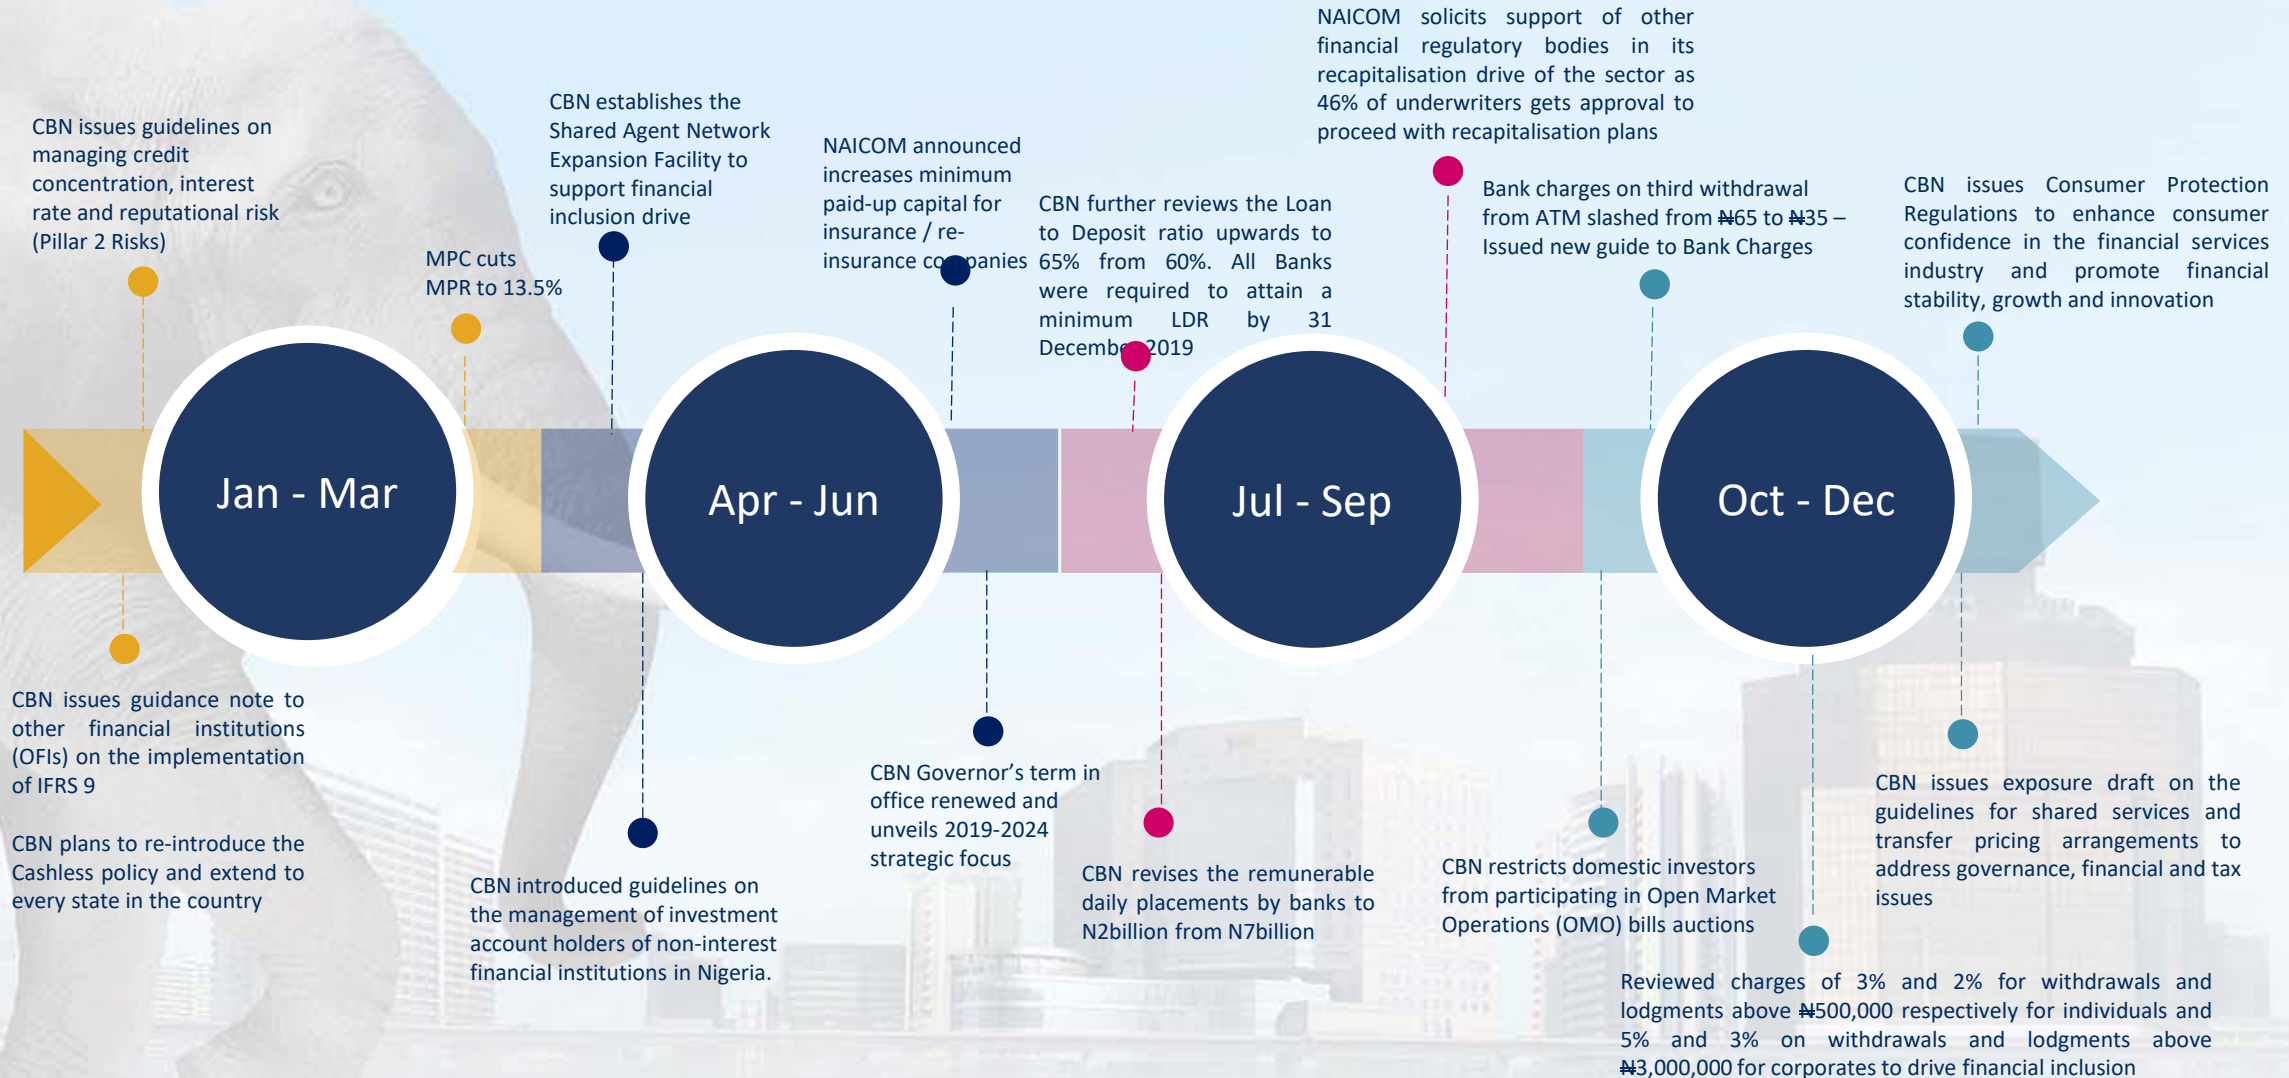 NAICOM solicits support of other
financial regulatory bodies in its
recapitalisation drive of the sector as
46% of underwriters gets approval to
proceed with recapitalisation plans
CBN issues guidelines on
managing credit
concentration, interest
rate and reputational risk
(Pillar 2 Risks)
MPC cuts
MPR to 13.5%
CBN establishes the
Shared Agent Network
Expansion Facility to
support financial
inclusion drive
NAICOM announced
increases minimum
paid-up capital for
insurance / re-
insurance companies
CBN further reviews the Loan
to Deposit ratio upwards to
65% from 60%. All Banks
were required to attain a
minimum LDR by 31
December 2019
Bank charges on third withdrawal
from ATM slashed from ₦65 to ₦35 –
Issued new guide to Bank Charges
CBN issues Consumer Protection
Regulations to enhance consumer
confidence in the financial services
industry and promote financial
stability, growth and innovation
Jan - Mar
Apr - Jun
Jul - Sep
Oct - Dec
CBN issues guidance note to
other financial institutions
(OFIs) on the implementation
of IFRS 9
CBN plans to re-introduce the
Cashless policy and extend to
every state in the country
CBN introduced guidelines on
the management of investment
account holders of non-interest
financial institutions in Nigeria.
CBN Governor’s term in
office renewed and
unveils 2019-2024
strategic focus
CBN revises the remunerable
daily placements by banks to
N2billion from N7billion
CBN restricts domestic investors
from participating in Open Market
Operations (OMO) bills auctions
CBN issues exposure draft on the
guidelines for shared services and
transfer pricing arrangements to
address governance, financial and tax
issues
Reviewed charges of 3% and 2% for withdrawals and
lodgments above ₦500,000 respectively for individuals and
5% and 3% on withdrawals and lodgments above
₦3,000,000 for corporates to drive financial inclusion